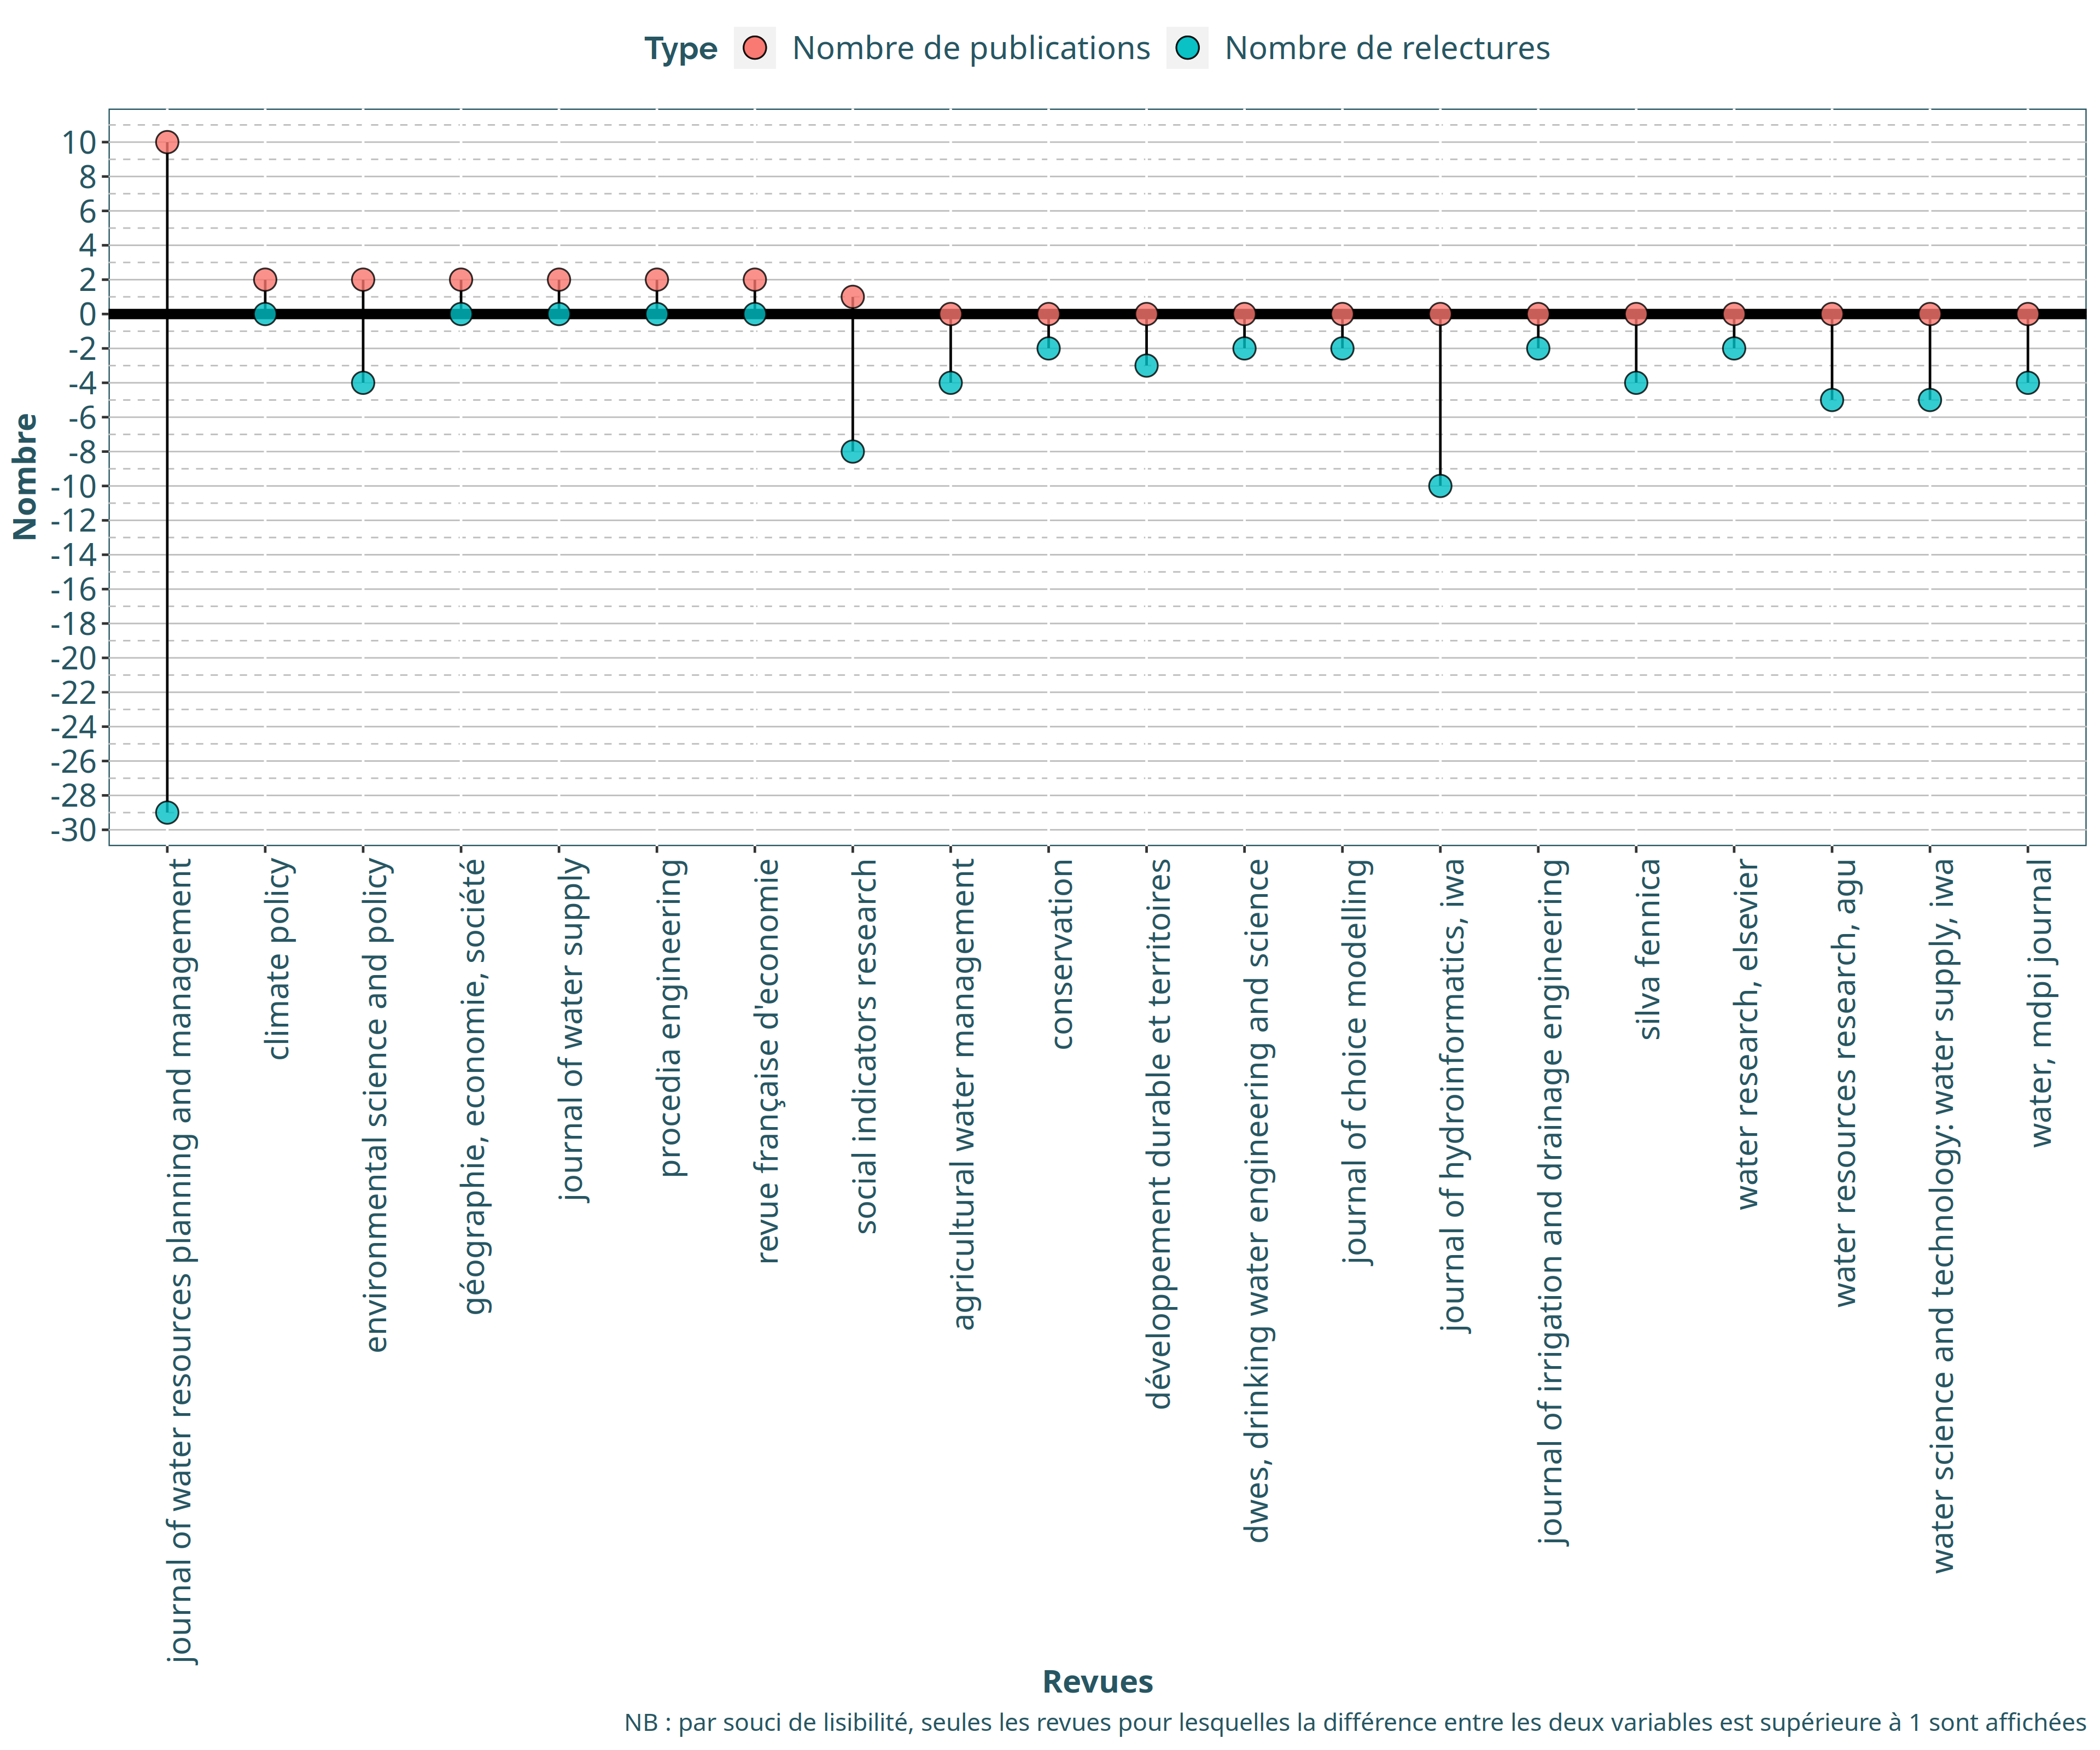 Type Nombre de publications Nombre de relectures
Nombre
10
8
6
4
2
0
-2
-4
-6
-8
-10
-12
-14
-16
-18
-20
-22
-24
-26
-28
-30
journal of water resources planning and management
climate policy
environmental science and policy
géographie, economie, société
journal of water supply
procedia engineering
revue française d'economie
social indicators research
agricultural water management
conservation
développement durable et territoires
dwes, drinking water engineering and science
journal of choice modelling
journal of hydroinformatics, iwa
journal of irrigation and drainage engineering
silva fennica
water research, elsevier
water resources research, agu
water science and technology: water supply, iwa
water, mdpi journal
Revues
NB : par souci de lisibilité, seules les revues pour lesquelles la différence entre les deux variables est supérieure à 1 sont affichées